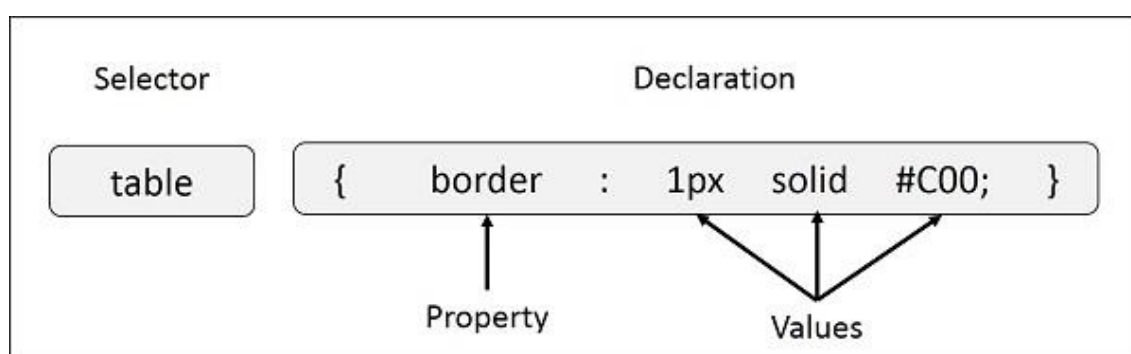 Selector Declaration
table { border : 1px solid #C00; }
Property Values